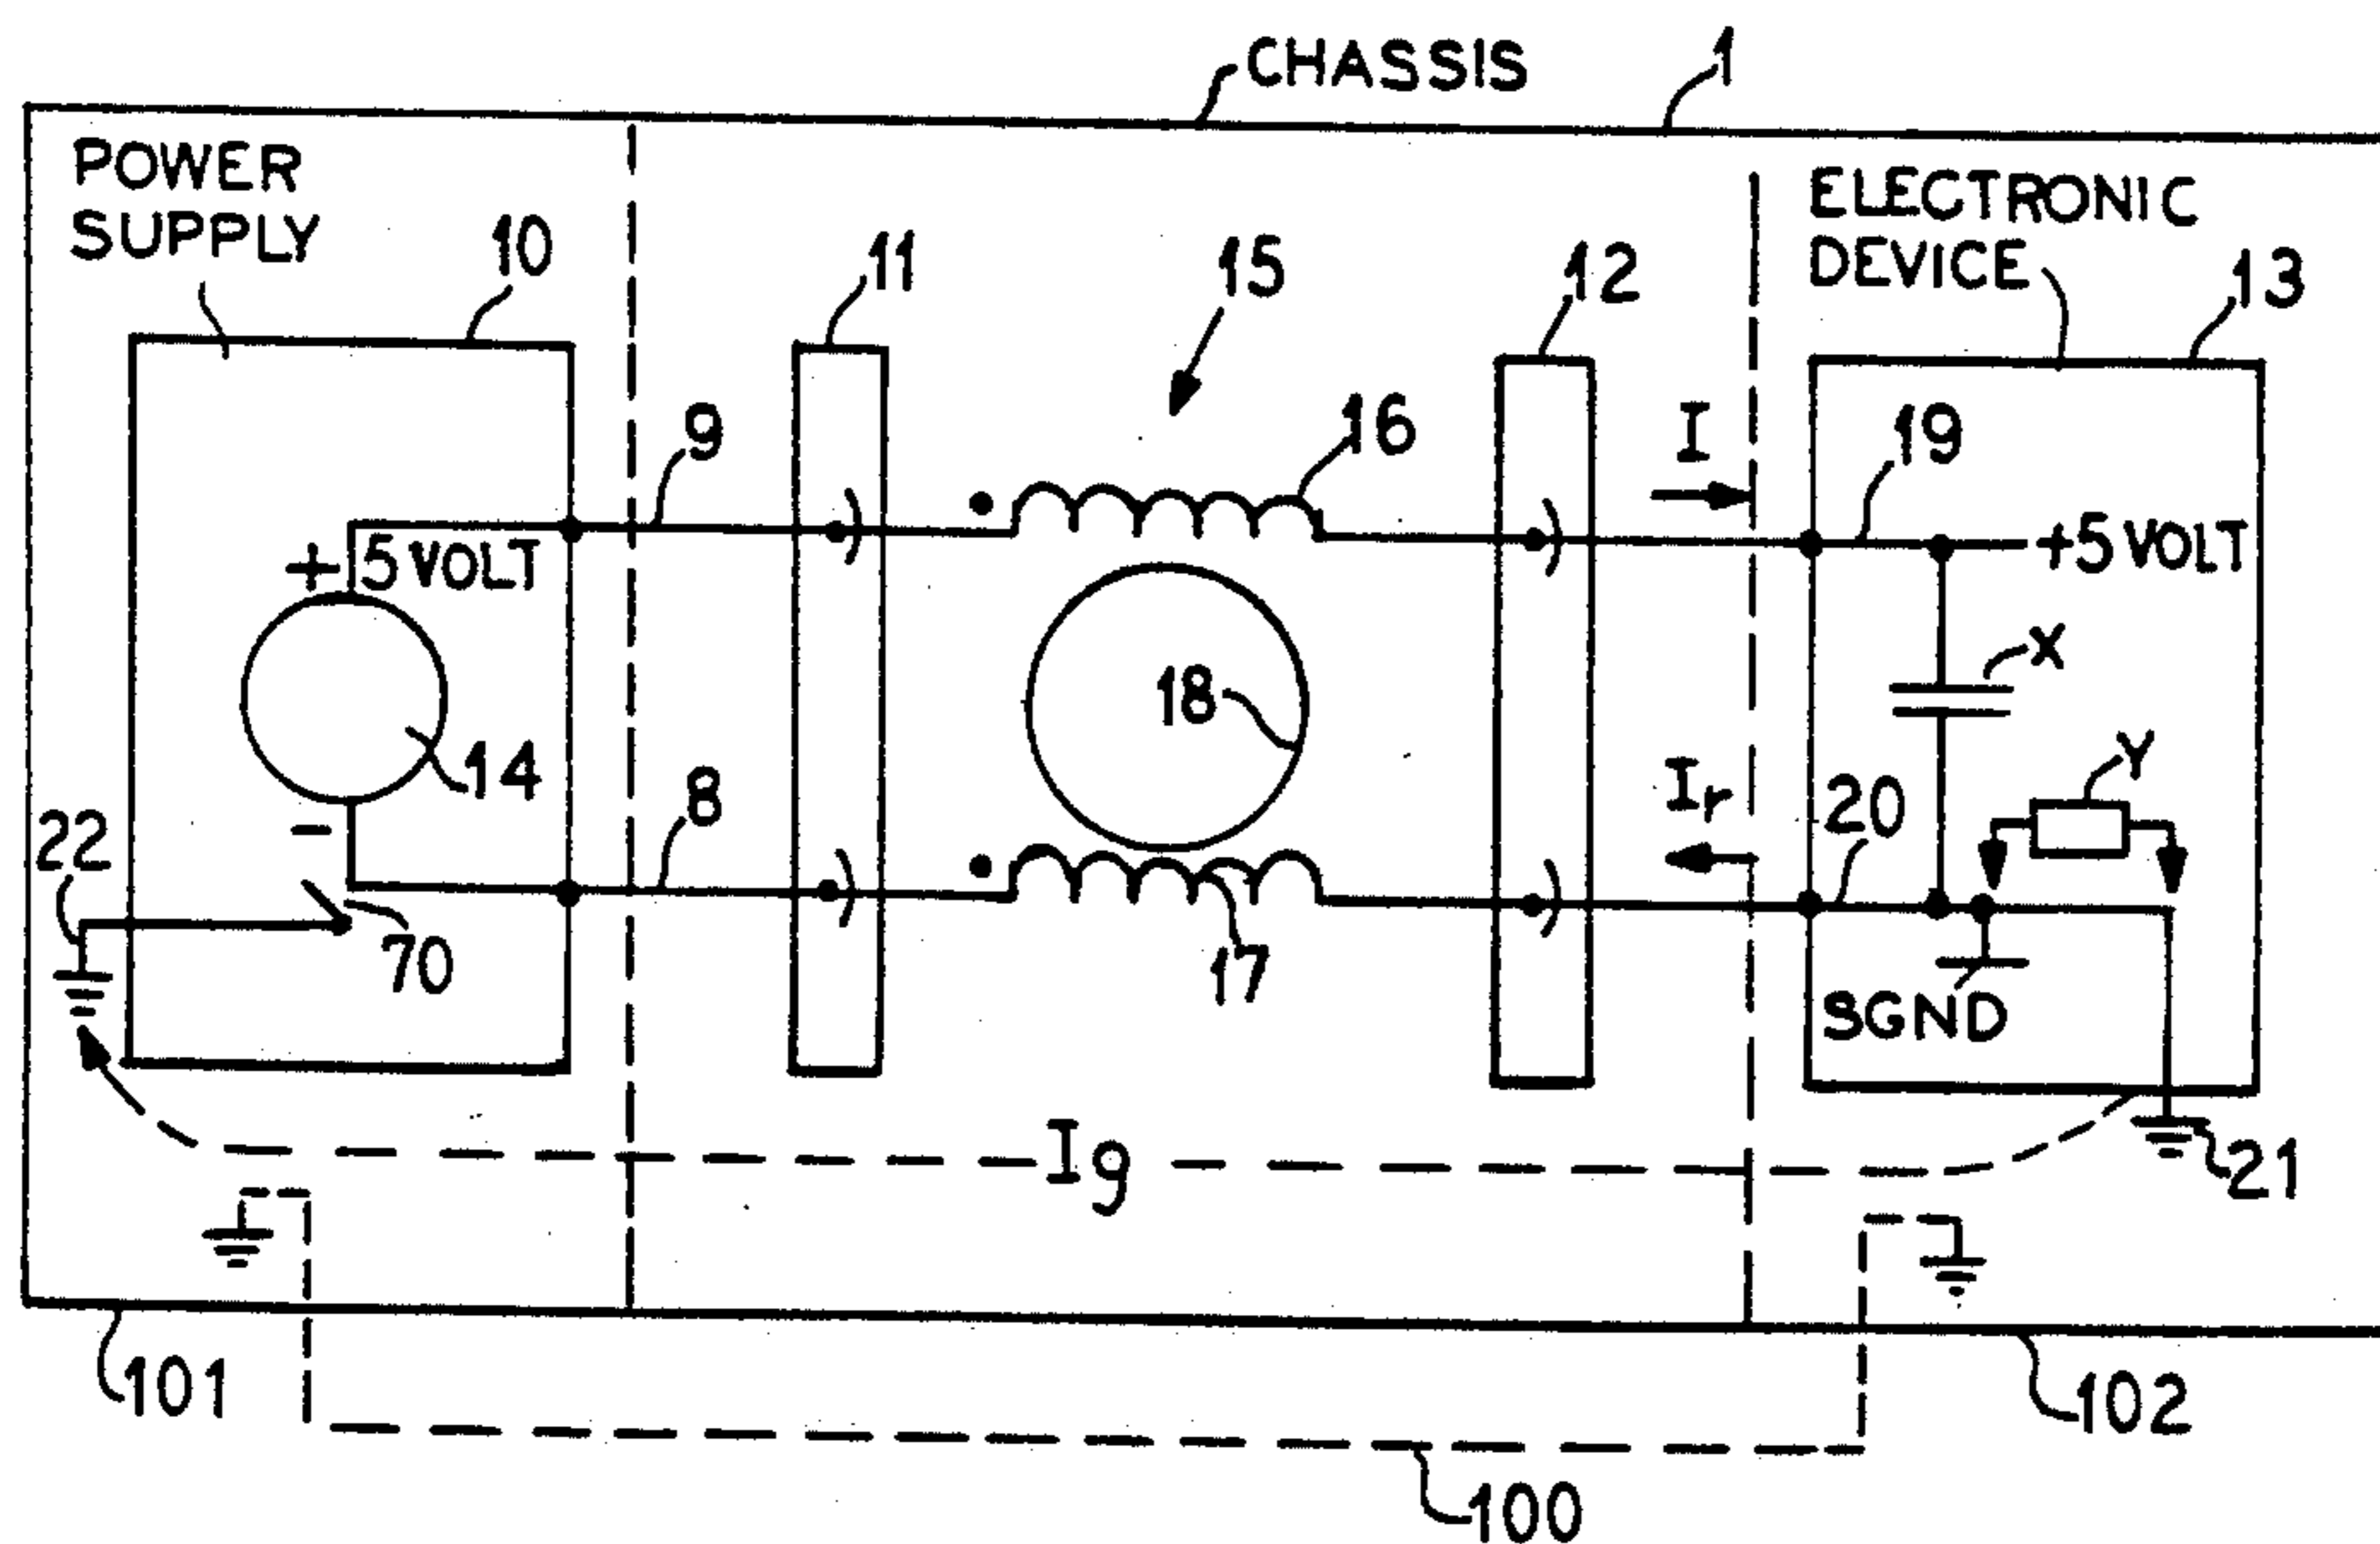 CHASSIS
1
POWER
SUPPLY
10
11
15
12
ELECTRONIC
DEVICE
13
9
16
I
19
+5 VOLT
+5 VOLT
18
X
14
8
Ir
20
Y
22
-
70
17
SGND
Ig
21
101
102
100